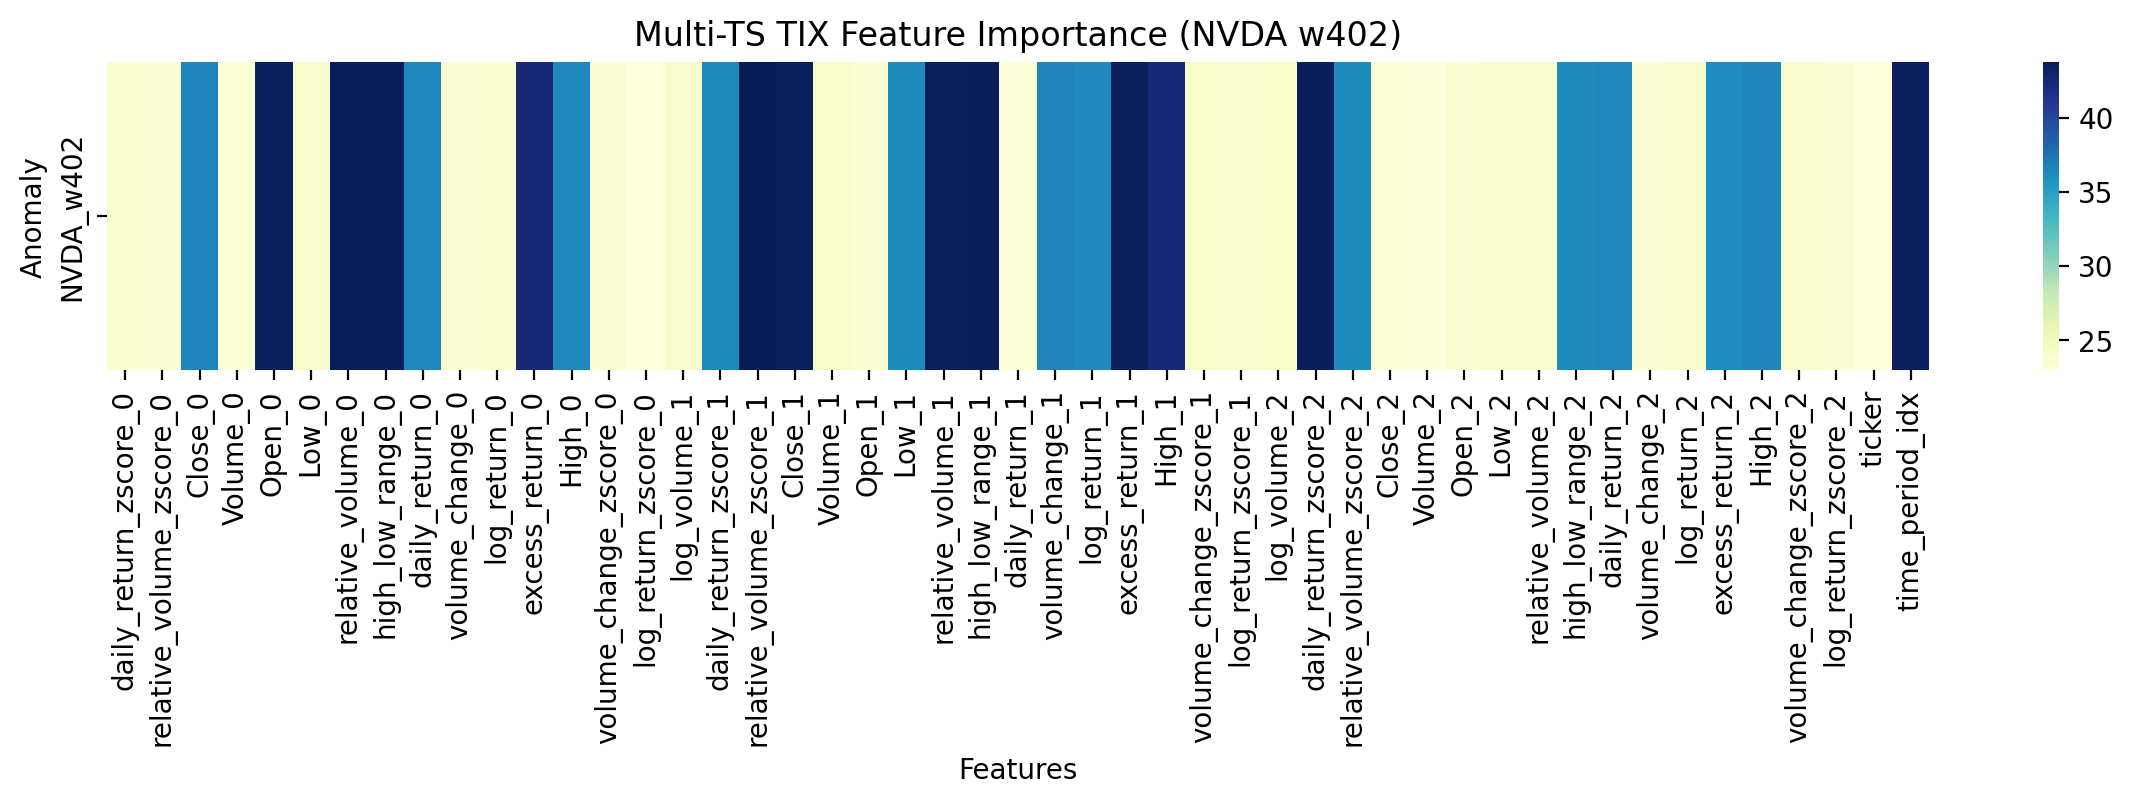 Multi-TS TIX Feature Importance (NVDA w402)
Anomaly
NVDA_w402
40
35
30
25
daily_return_zscore_0
relative_volume_zscore_0
Close_0
Volume_0
Open_0
Low_0
relative_volume_0
high_low_range_0
daily_return_0
volume_change_0
log_return_0
excess_return_0
High_0
volume_change_zscore_0
log_return_zscore_0
log_volume_1
daily_return_zscore_1
relative_volume_zscore_1
Close_1
Volume_1
Open_1
Low_1
relative_volume_1
high_low_range_1
daily_return_1
volume_change_1
log_return_1
excess_return_1
High_1
volume_change_zscore_1
log_return_zscore_1
log_volume_2
daily_return_zscore_2
relative_volume_zscore_2
Close_2
Volume_2
Open_2
Low_2
relative_volume_2
high_low_range_2
daily_return_2
volume_change_2
log_return_2
excess_return_2
High_2
volume_change_zscore_2
log_return_zscore_2
ticker
time_period_idx
Features